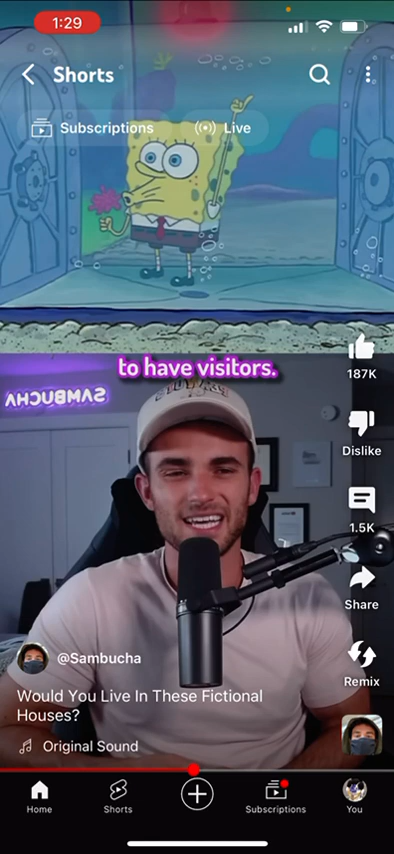 1:29
Shorts
Subscriptions
Live
to have visitors.
SAMBUCHA
187K
Dislike
1.5K
Share
@Sambucha
Remix
Would You Live In These Fictional
Houses?
Original Sound
Home
Shorts
Subscriptions
You